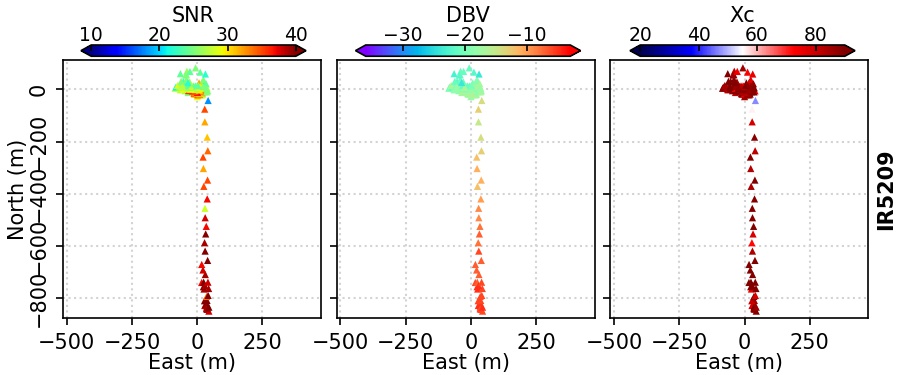 SNR DBV Xc
10 20 30 40 −30 −20 −10 20 40 60 80
0
−200
−400
−600
−800
North (m)
IR5209
−500 −250 0 250 −500 −250 0 250 −500 −250 0 250
East (m) East (m) East (m)